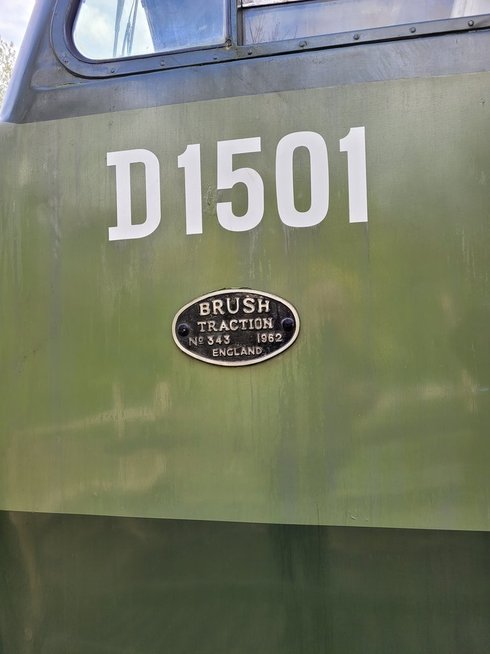 D1501
BRUSH
TRACTION
Nº 343 1962
ENGLAND